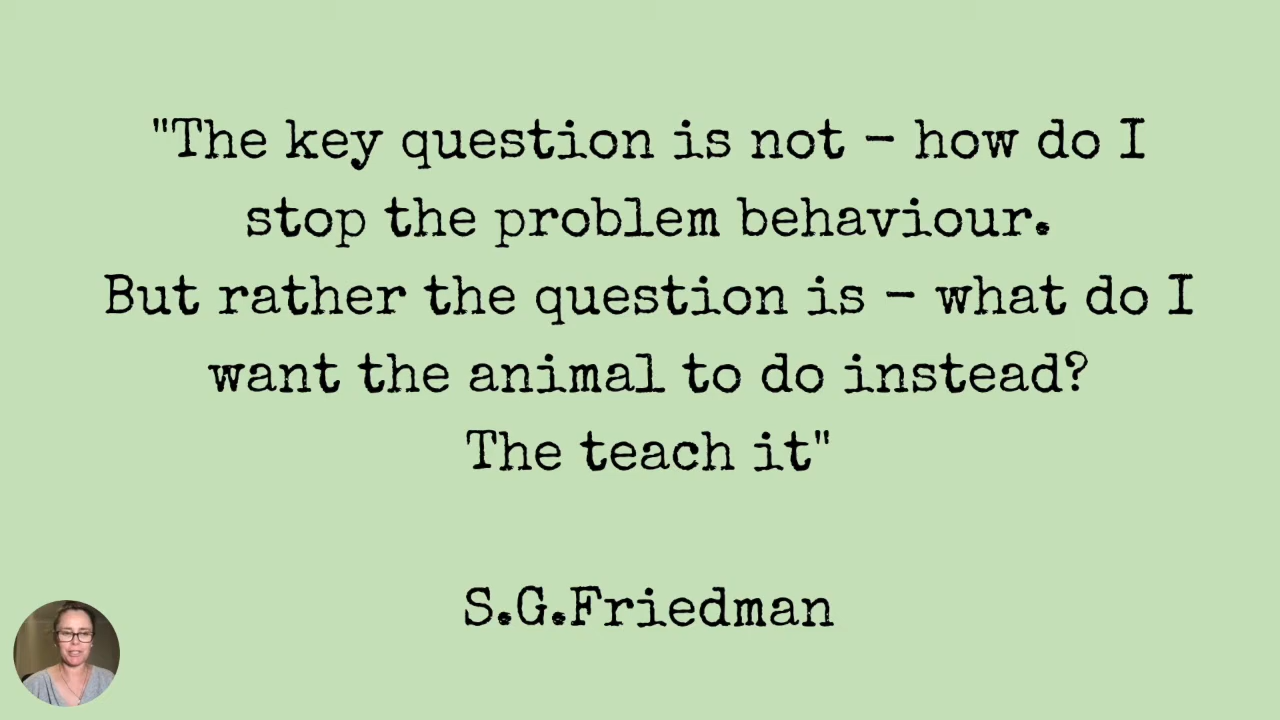 "The key question is not - how do I
stop the problem behaviour.
But rather the question is - what do I
want the animal to do instead?
The teach it"
S.G.Friedman